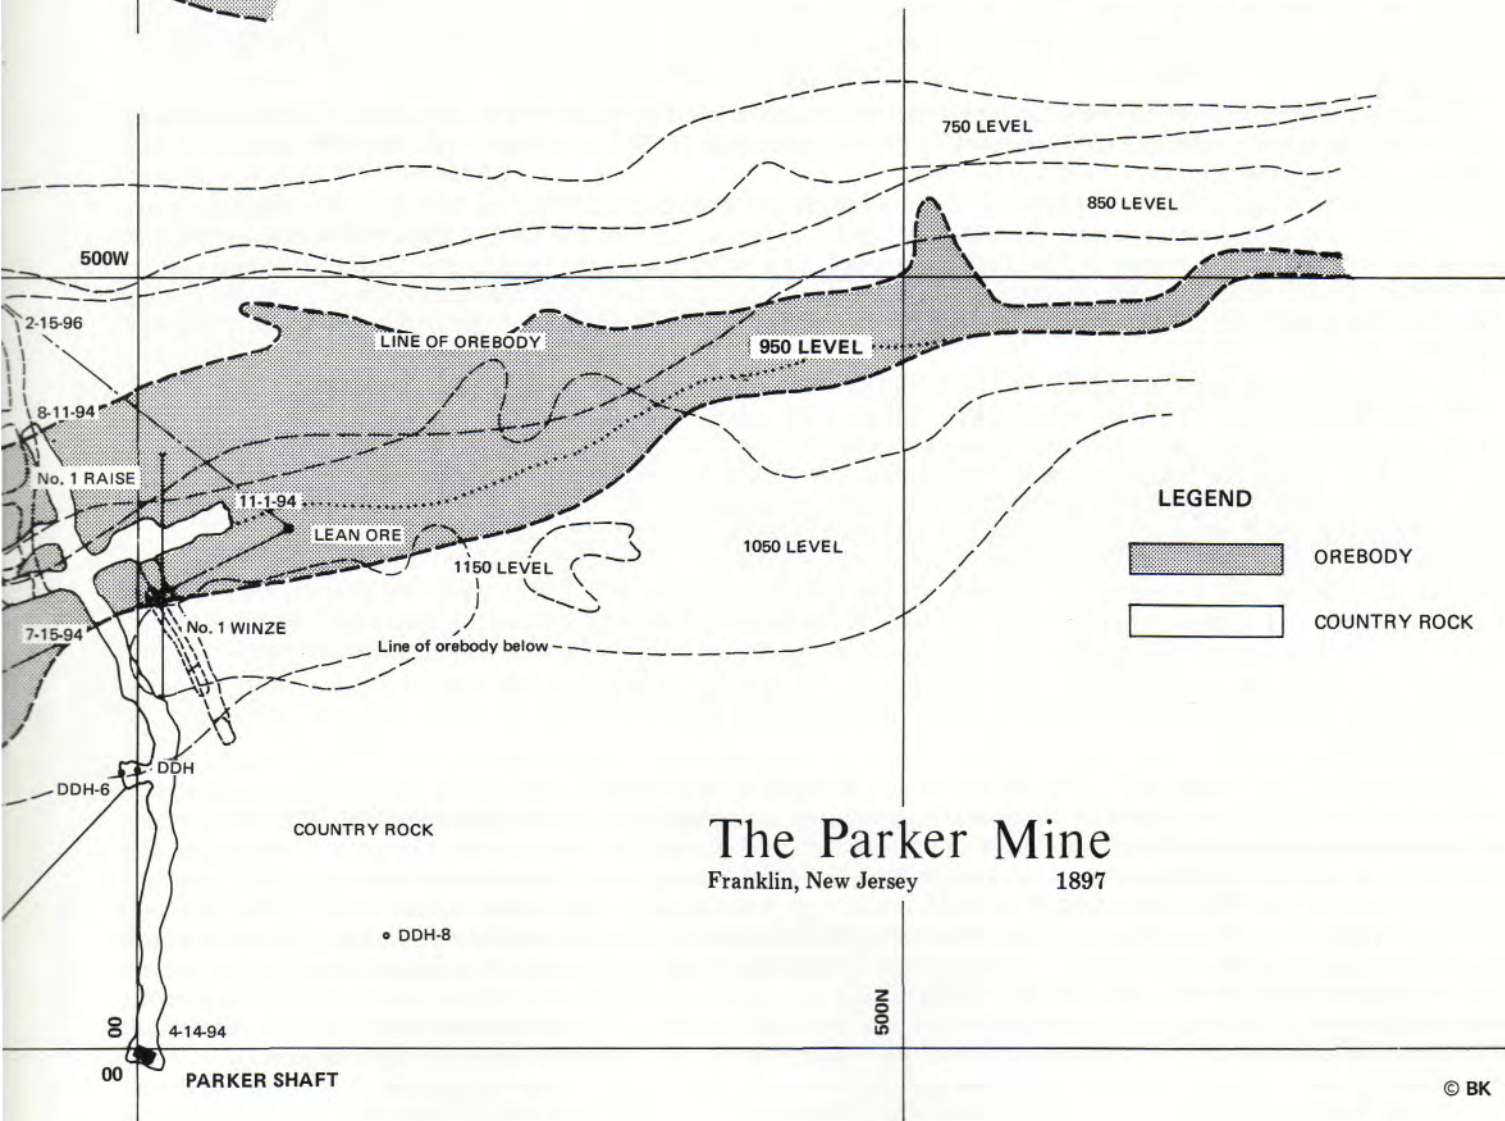 750 LEVEL
850 LEVEL
500W
2-15-96
LINE OF OREBODY
950 LEVEL
8-11-94
No. 1 RAISE
11-1-94
LEAN ORE
1150 LEVEL
1050 LEVEL
LEGEND
OREBODY
COUNTRY ROCK
7-15-94
No. 1 WINZE
Line of orebody below
DDH
DDH-6
COUNTRY ROCK
The Parker Mine
Franklin, New Jersey 1897
DDH-8
500N
00
4-14-94
00
PARKER SHAFT
© BK